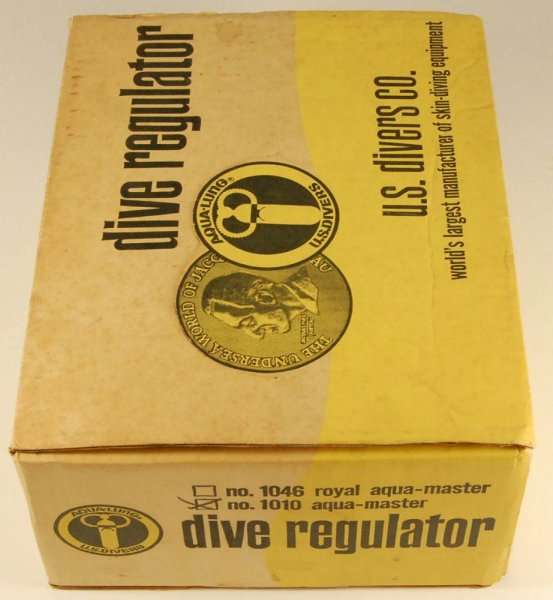 dive regulator
u.s. divers co.
world's largest manufacturer of skin-diving equipment
AQUA-LUNG®
U.S. DIVERS
THE UNDERSEA WORLD OF JACQ AU
no. 1046 royal aqua-master
no. 1010 aqua-master
dive regulator
AQUA-LUNG®
U.S. DIVERS